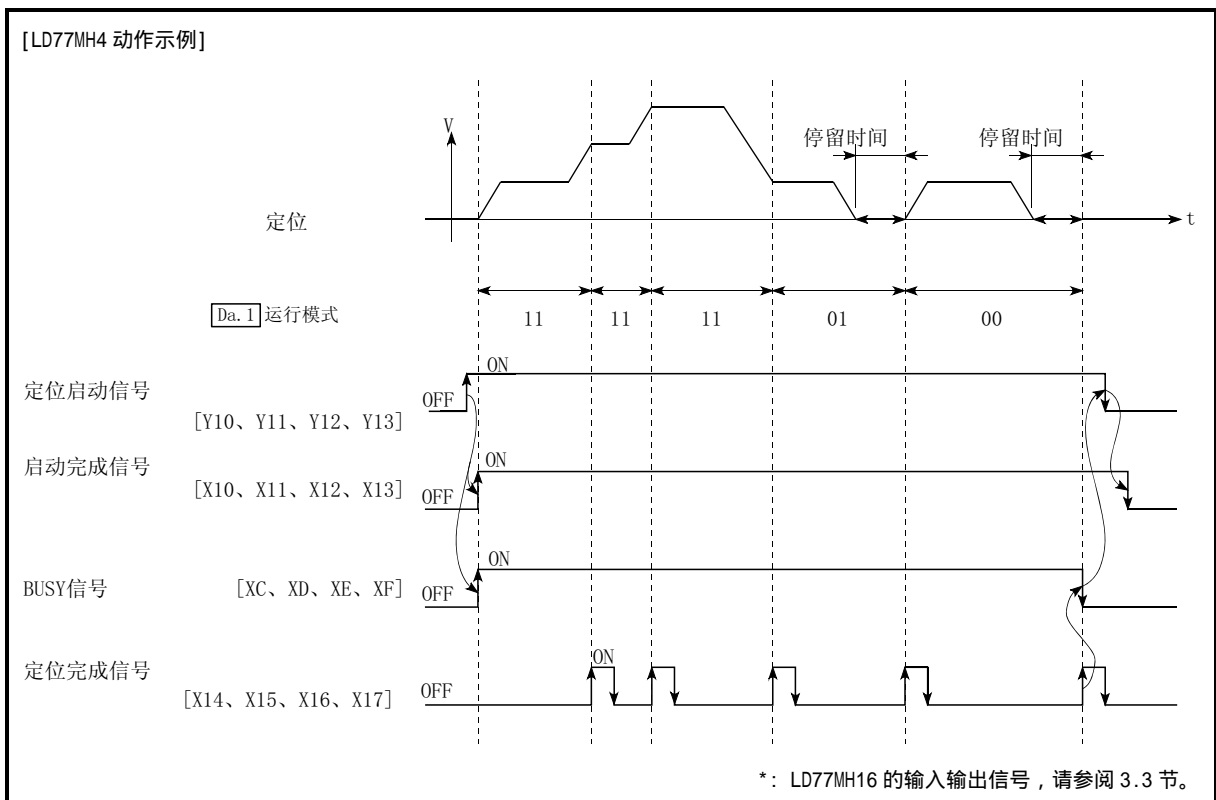 [LD77MH4 动作示例]
V
停留时间
停留时间
定位
t
Da.1 运行模式
11
11
11
01
00
ON
定位启动信号
OFF
[Y10、Y11、Y12、Y13]
ON
启动完成信号
[X10、X11、X12、X13]
OFF
ON
BUSY信号
[XC、XD、XE、XF]
OFF
ON
定位完成信号
OFF
[X14、X15、X16、X17]
*: LD77MH16 的输入输出信号，请参阅 3.3 节。